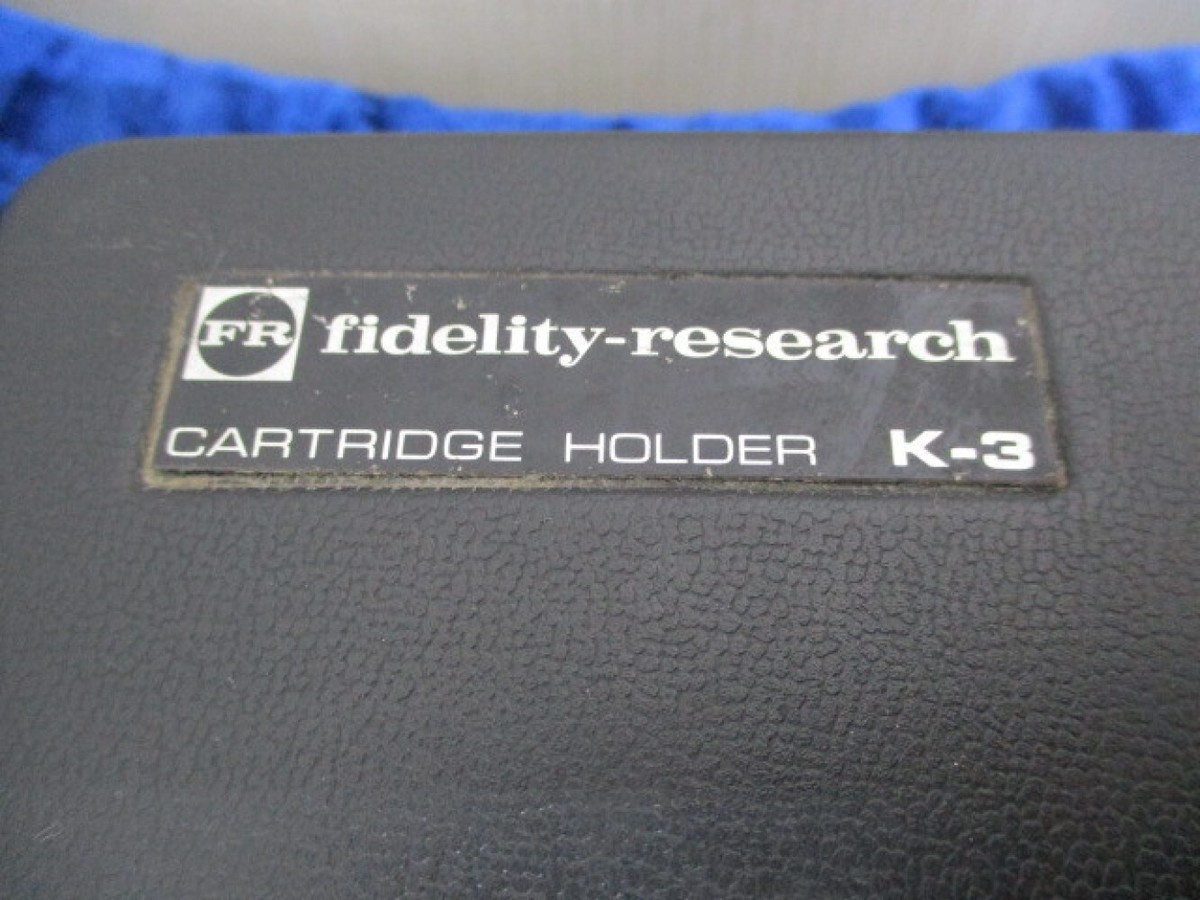 FR fidelity-research
CARTRIDGE HOLDER K-3